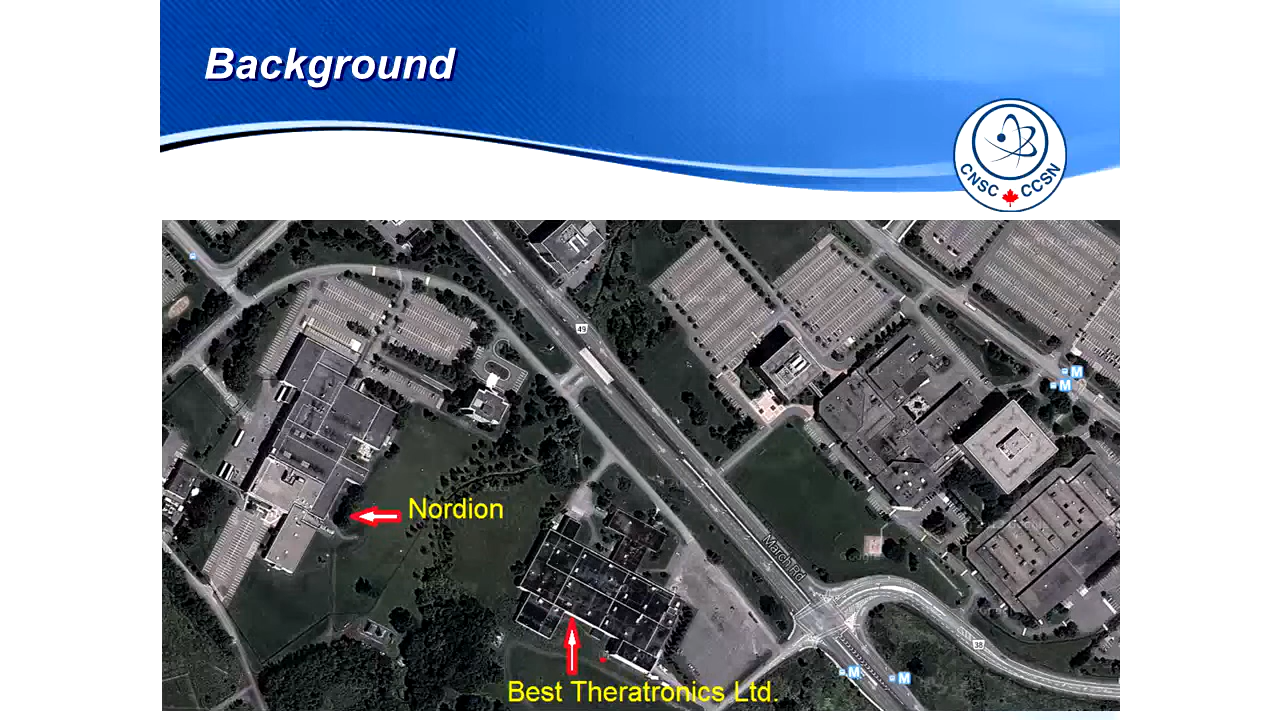 Background
CNSC CCSN
49
M
M
Nordion
March Rd
38
M
M
Best Theratronics Ltd.